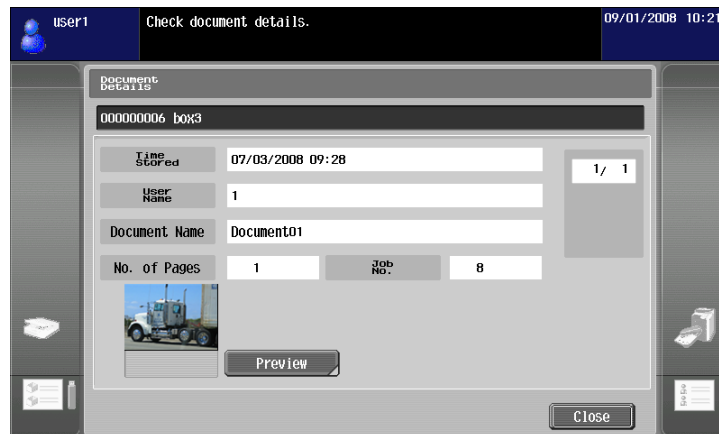 user1
Check document details.
09/01/2008 10:21
Document
Details
000000006 box3
Time
Stored
07/03/2008 09:28
1/ 1
User
Name
1
Document Name
Document01
No. of Pages
1
Job
No.
8
Preview
Close